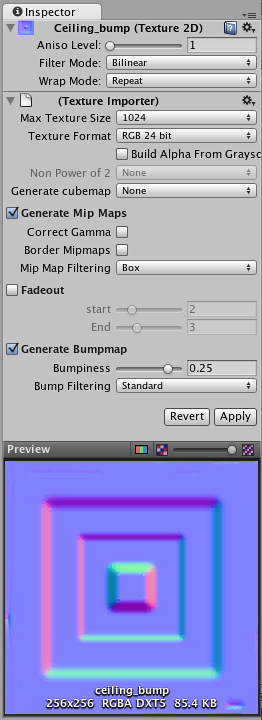 Inspector
Ceiling_bump (Texture 2D)
Aniso Level: 1
Filter Mode: Bilinear
Wrap Mode: Repeat
(Texture Importer)
Max Texture Size 1024
Texture Format RGB 24 bit
Build Alpha From Graysc
Non Power of 2 None
Generate cubemap None
Generate Mip Maps
Correct Gamma
Border Mipmaps
Mip Map Filtering Box
Fadeout
start 2
End 3
Generate Bumpmap
Bumpiness 0.25
Bump Filtering Standard
Revert Apply
Preview
ceiling_bump
256x256 RGBA DXT5 85.4 KB